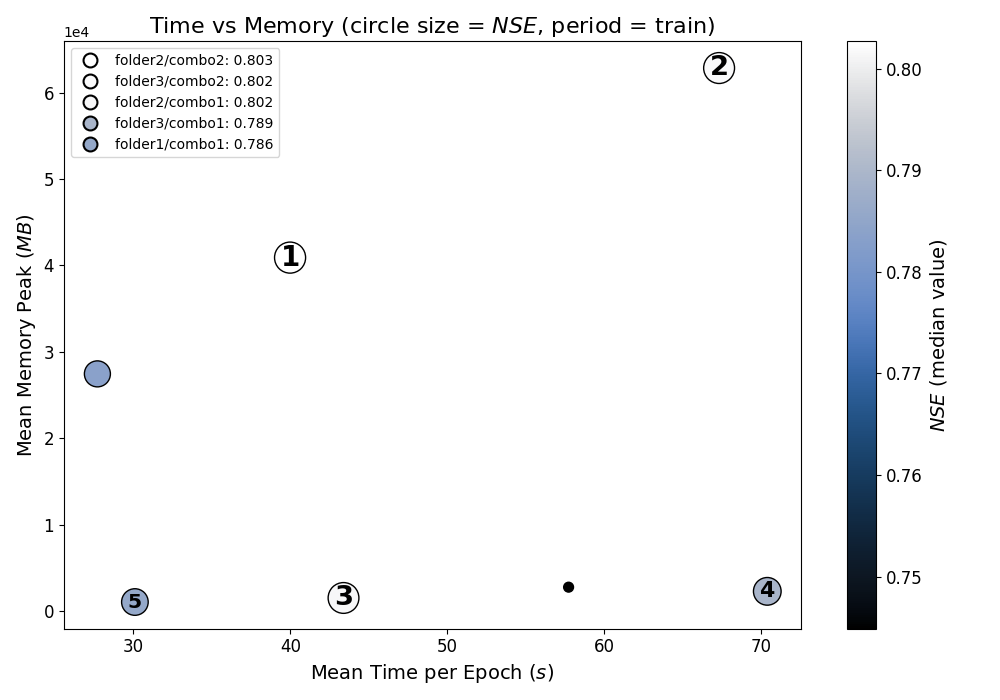 Time vs Memory (circle size = NSE, period = train)
1e4
folder2/combo2: 0.803
folder3/combo2: 0.802
folder2/combo1: 0.802
folder3/combo1: 0.789
folder1/combo1: 0.786
2
1
5
3
4
6
5
4
3
2
1
0
Mean Memory Peak (MB)
30 40 50 60 70
Mean Time per Epoch (s)
0.80
0.79
0.78
0.77
0.76
0.75
NSE (median value)